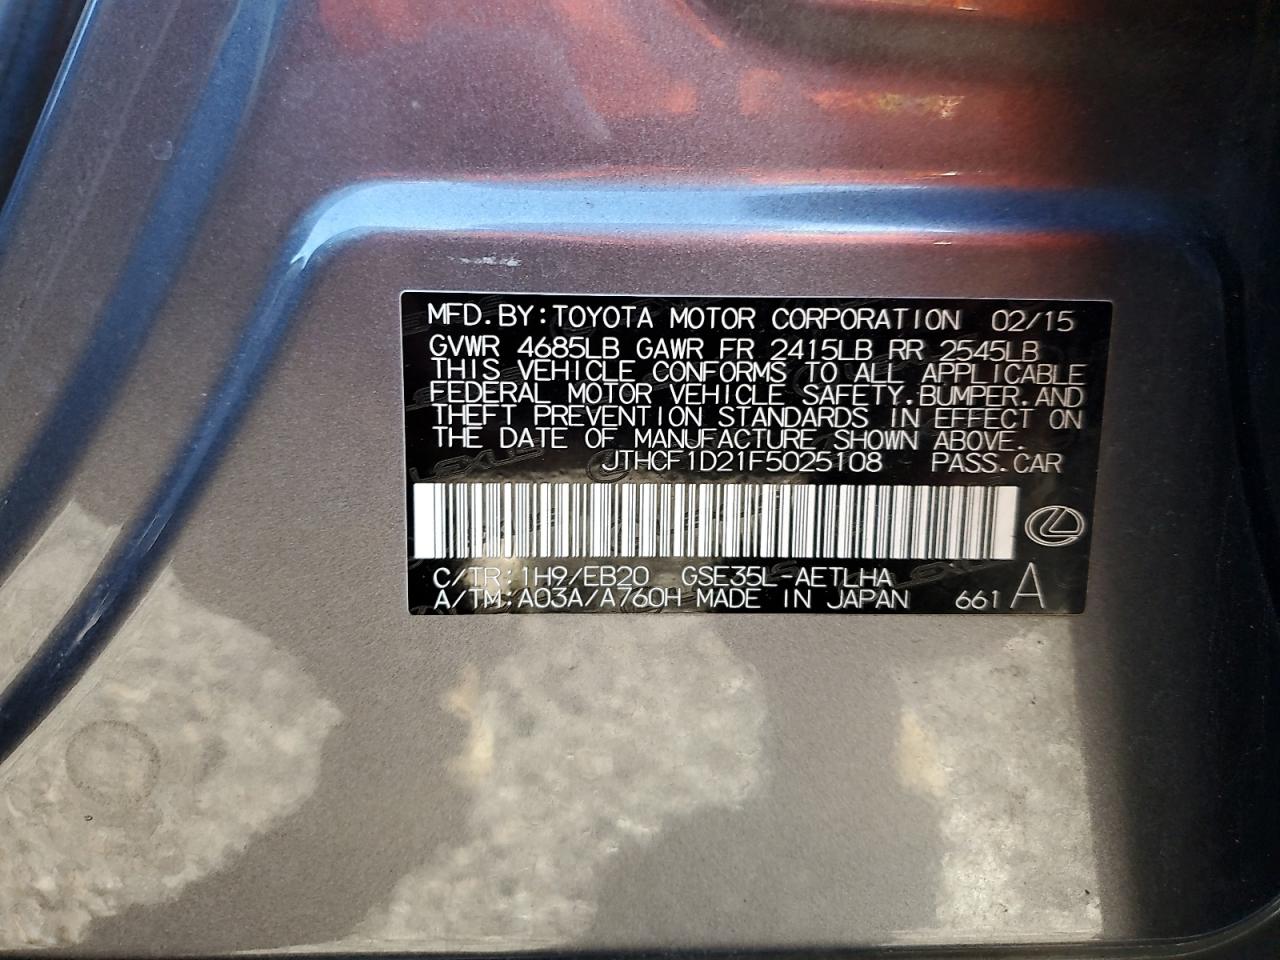 MFD.BY:TOYOTA MOTOR CORPORATION 02/15
GVWR 4685LB GAWR FR 2415LB RR 2545LB
THIS VEHICLE CONFORMS TO ALL APPLICABLE
FEDERAL MOTOR VEHICLE SAFETY,BUMPER,AND
THEFT PREVENTION STANDARDS IN EFFECT ON
THE DATE OF MANUFACTURE SHOWN ABOVE.
JTHCF1D21F5025108 PASS.CAR
C/TR:1H9/EB20 GSE35L-AETLHA
A/TM:A03A/A760H MADE IN JAPAN 661 A